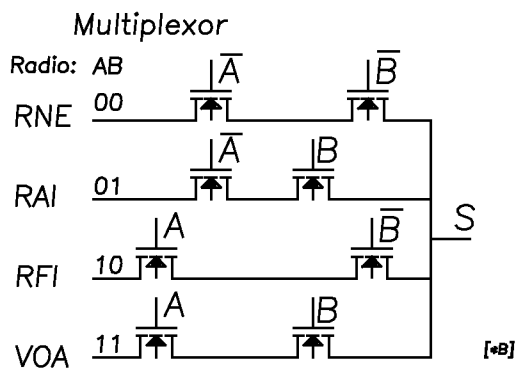 Multiplexor
Radio: AB
A̅ B̅
RNE 00
A̅ B
RAI 01
A B̅
S
RFI 10
A B
VOA 11
[*B]